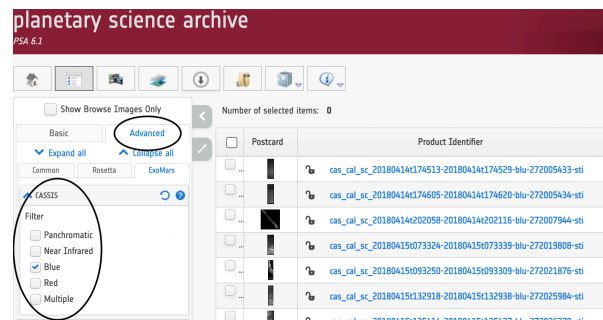 planetary science archive
PSA 6.1
Show Browse Images Only
Basic
Advanced
Expand all
Collapse all
Common
Rosetta
ExoMars
CASSIS
Filter
Panchromatic
Near Infrared
Blue
Red
Multiple
Number of selected items: 0
Postcard
Product Identifier
cas_cal_sc_20180414t174513-20180414t174529-blu-272005433-sti
cas_cal_sc_20180414t174605-20180414t174620-blu-272005434-sti
cas_cal_sc_20180414t202058-20180414t202116-blu-272007944-sti
cas_cal_sc_20180415t073324-20180415t073339-blu-272019808-sti
cas_cal_sc_20180415t093250-20180415t093309-blu-272021876-sti
cas_cal_sc_20180415t132918-20180415t132938-blu-272025984-sti